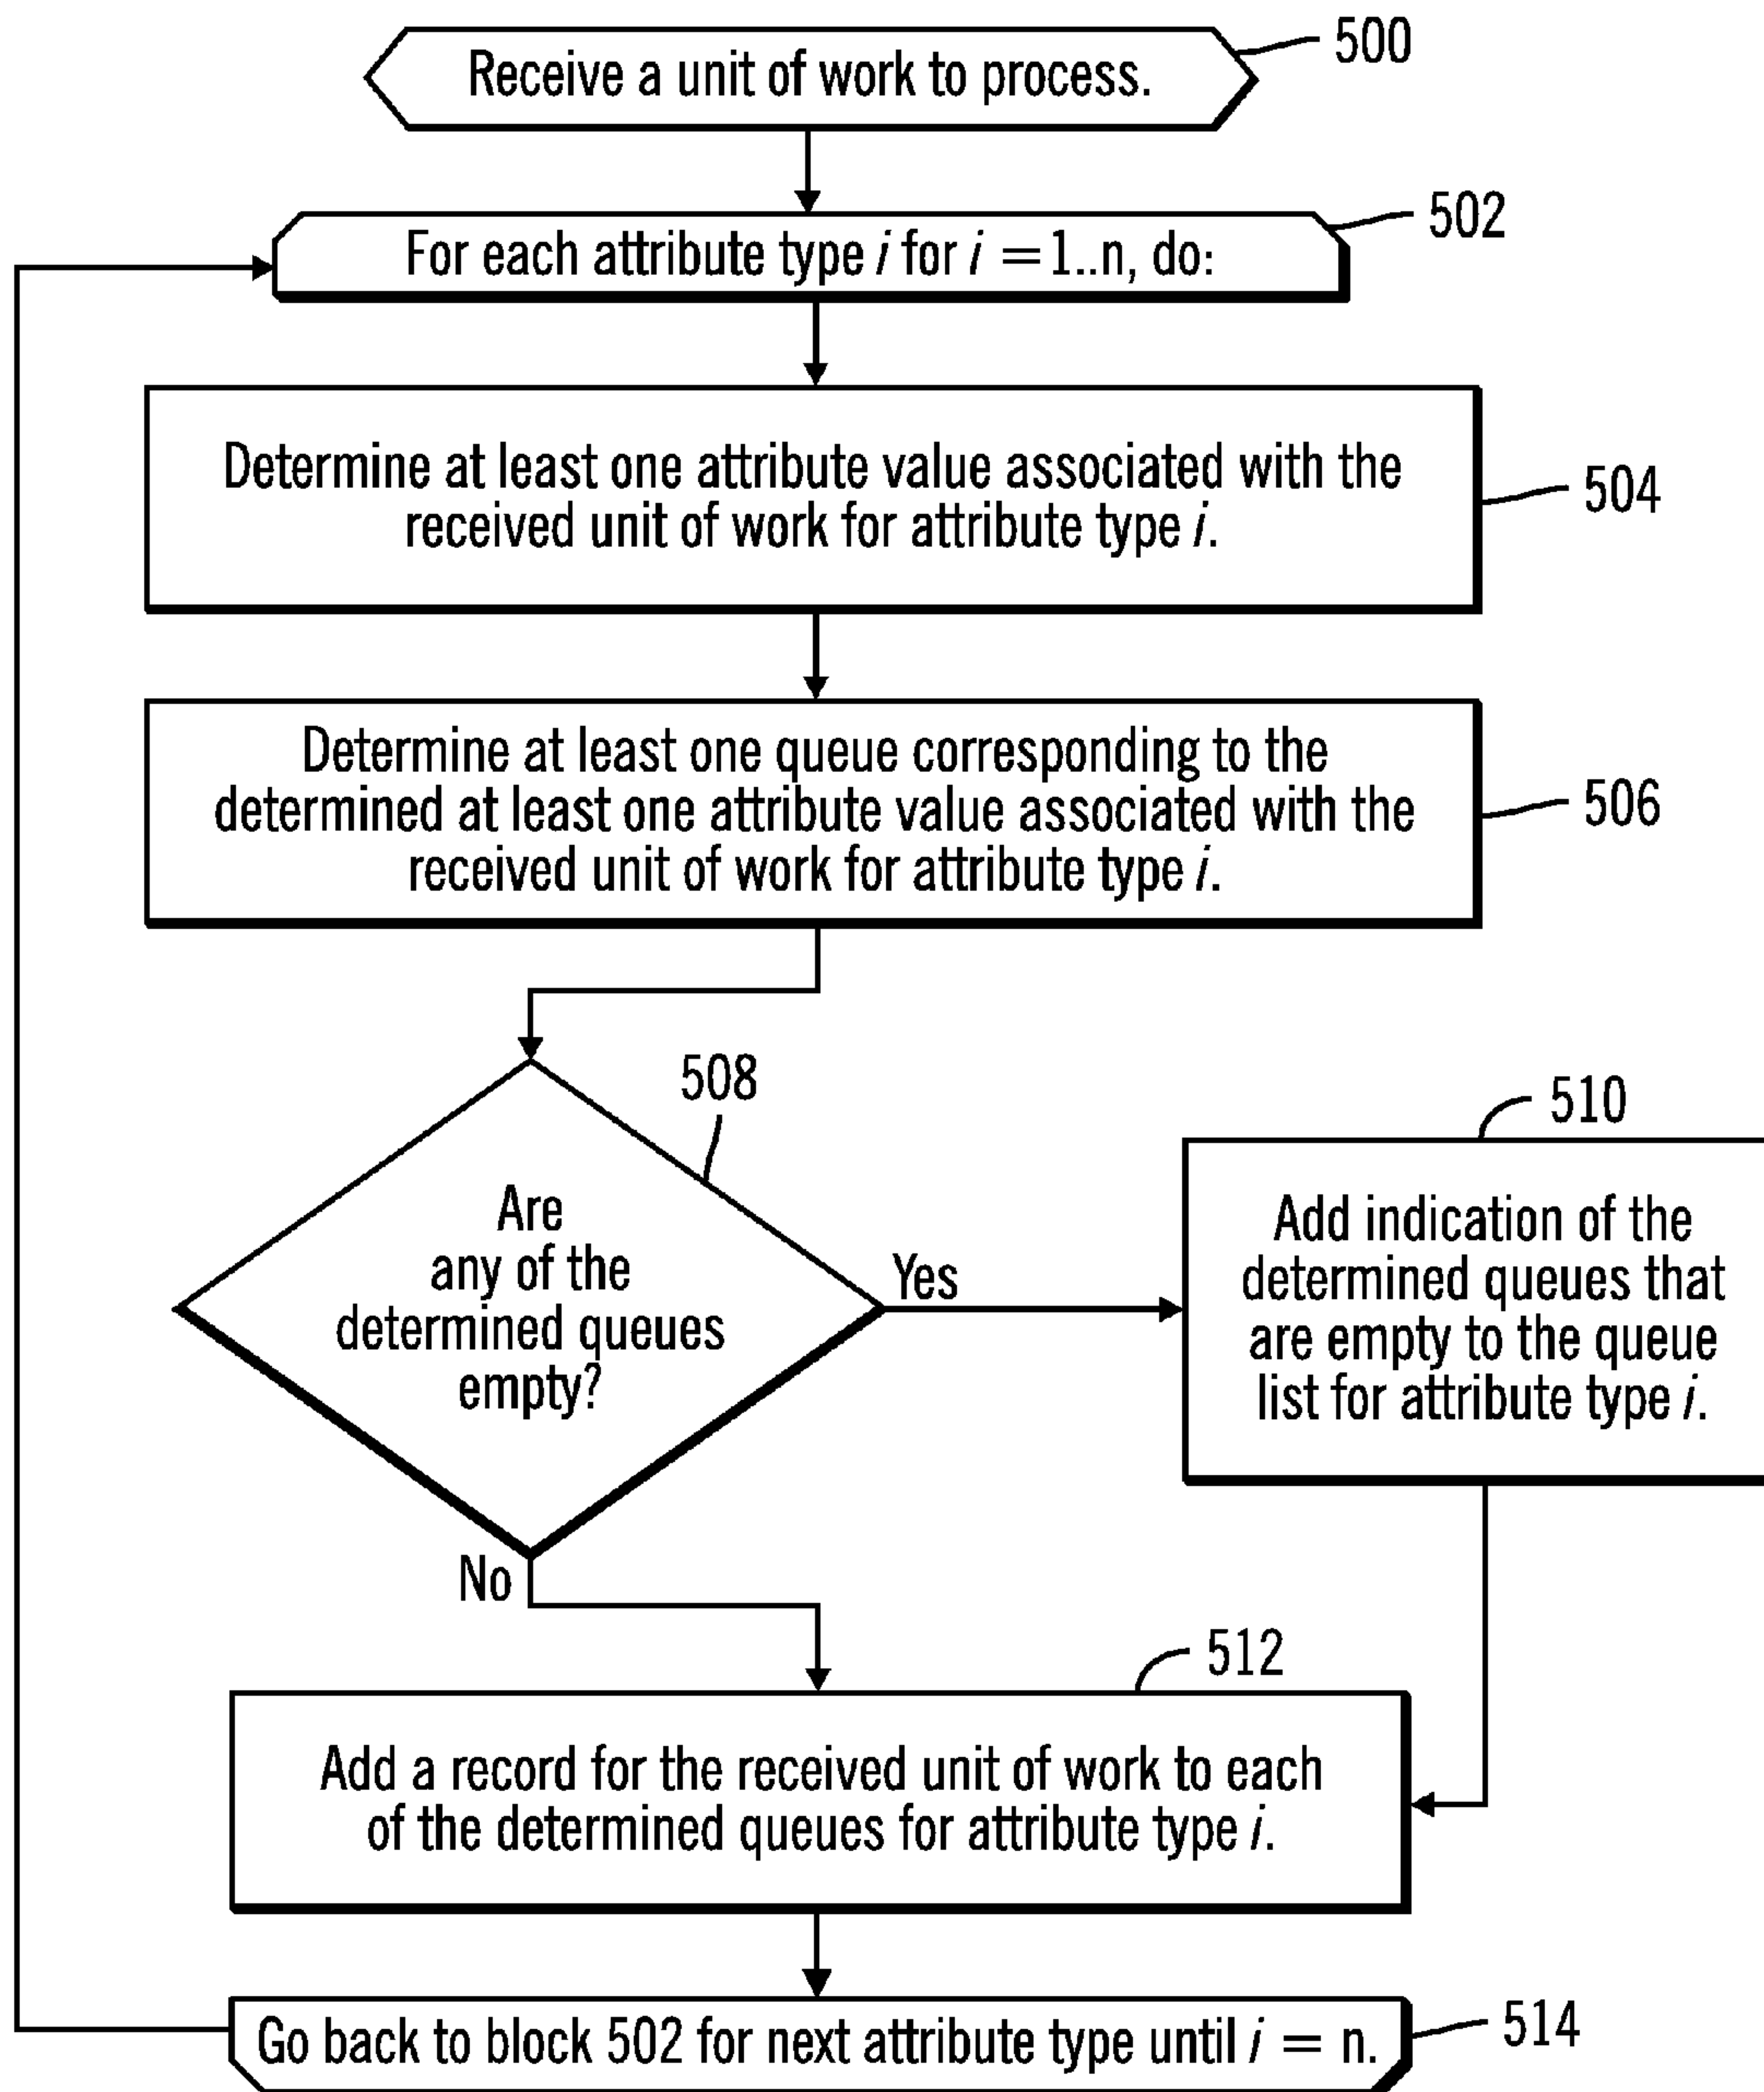 Receive a unit of work to process.
500
For each attribute type i for i = 1..n, do:
502
Determine at least one attribute value associated with the
received unit of work for attribute type i.
504
Determine at least one queue corresponding to the
determined at least one attribute value associated with the
received unit of work for attribute type i.
506
508
Are
any of the
determined queues
empty?
Yes
No
510
Add indication of the
determined queues that
are empty to the queue
list for attribute type i.
512
Add a record for the received unit of work to each
of the determined queues for attribute type i.
Go back to block 502 for next attribute type until i = n.
514